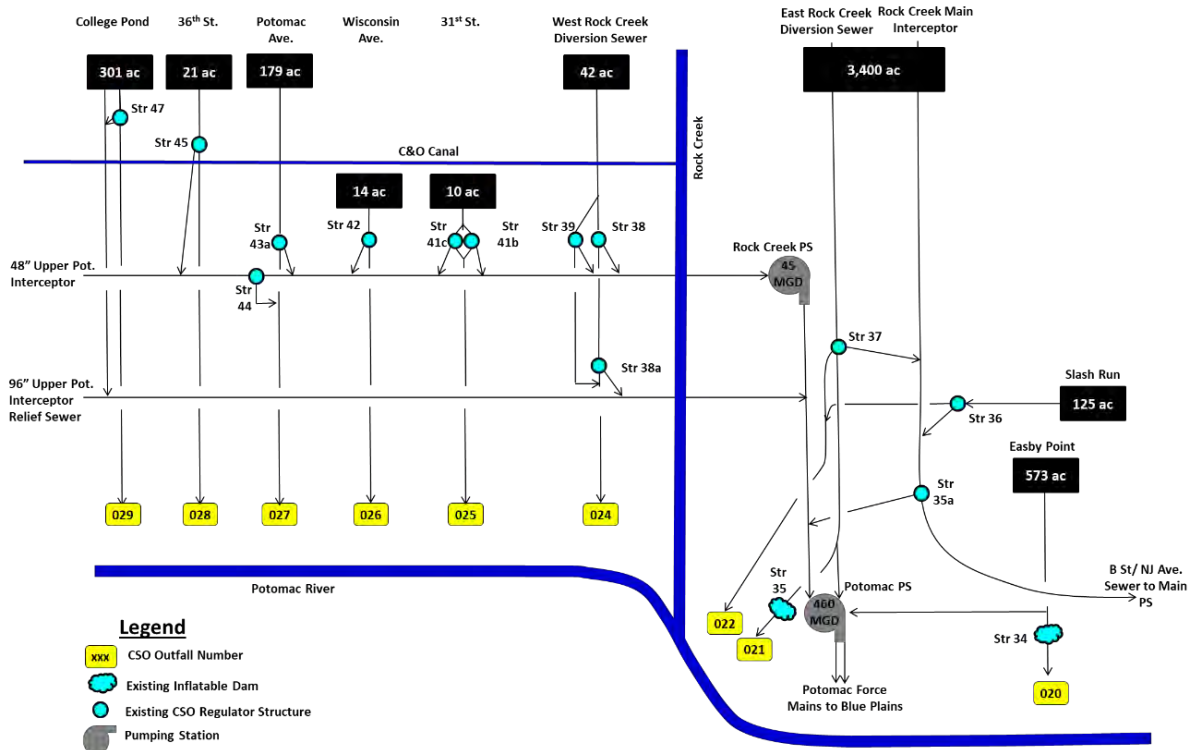 College Pond
36th St.
Potomac
Ave.
Wisconsin
Ave.
31st St.
West Rock Creek
Diversion Sewer
East Rock Creek
Diversion Sewer
Rock Creek Main
Interceptor
301 ac
21 ac
179 ac
42 ac
3,400 ac
Str 47
Str 45
C&O Canal
Rock Creek
14 ac
10 ac
Str
43a
Str 42
Str
41c
Str
41b
Str 39
Str 38
Rock Creek PS
45
MGD
48" Upper Pot.
Interceptor
Str
44
Str 37
Str 38a
Slash Run
125 ac
96" Upper Pot.
Interceptor
Relief Sewer
Str 36
Easby Point
573 ac
Str
35a
029
028
027
026
025
024
Potomac River
B St/ NJ Ave.
Sewer to Main
PS
Str
35
Potomac PS
460
MGD
022
021
Str 34
020
Potomac Force
Mains to Blue Plains
Legend
xxx
CSO Outfall Number
Existing Inflatable Dam
Existing CSO Regulator Structure
Pumping Station